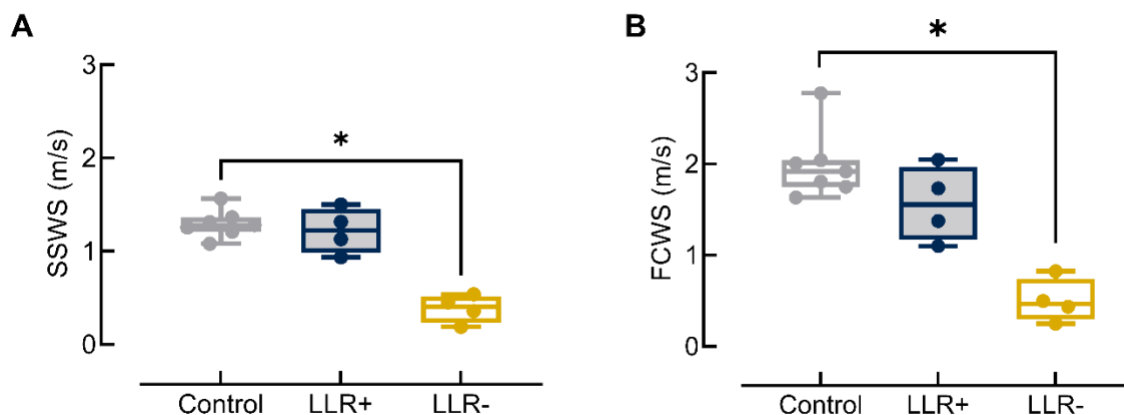 A
SSWS (m/s)
3
2
1
0
*
Control LLR+ LLR-
B
FCWS (m/s)
3
2
1
0
*
Control LLR+ LLR-